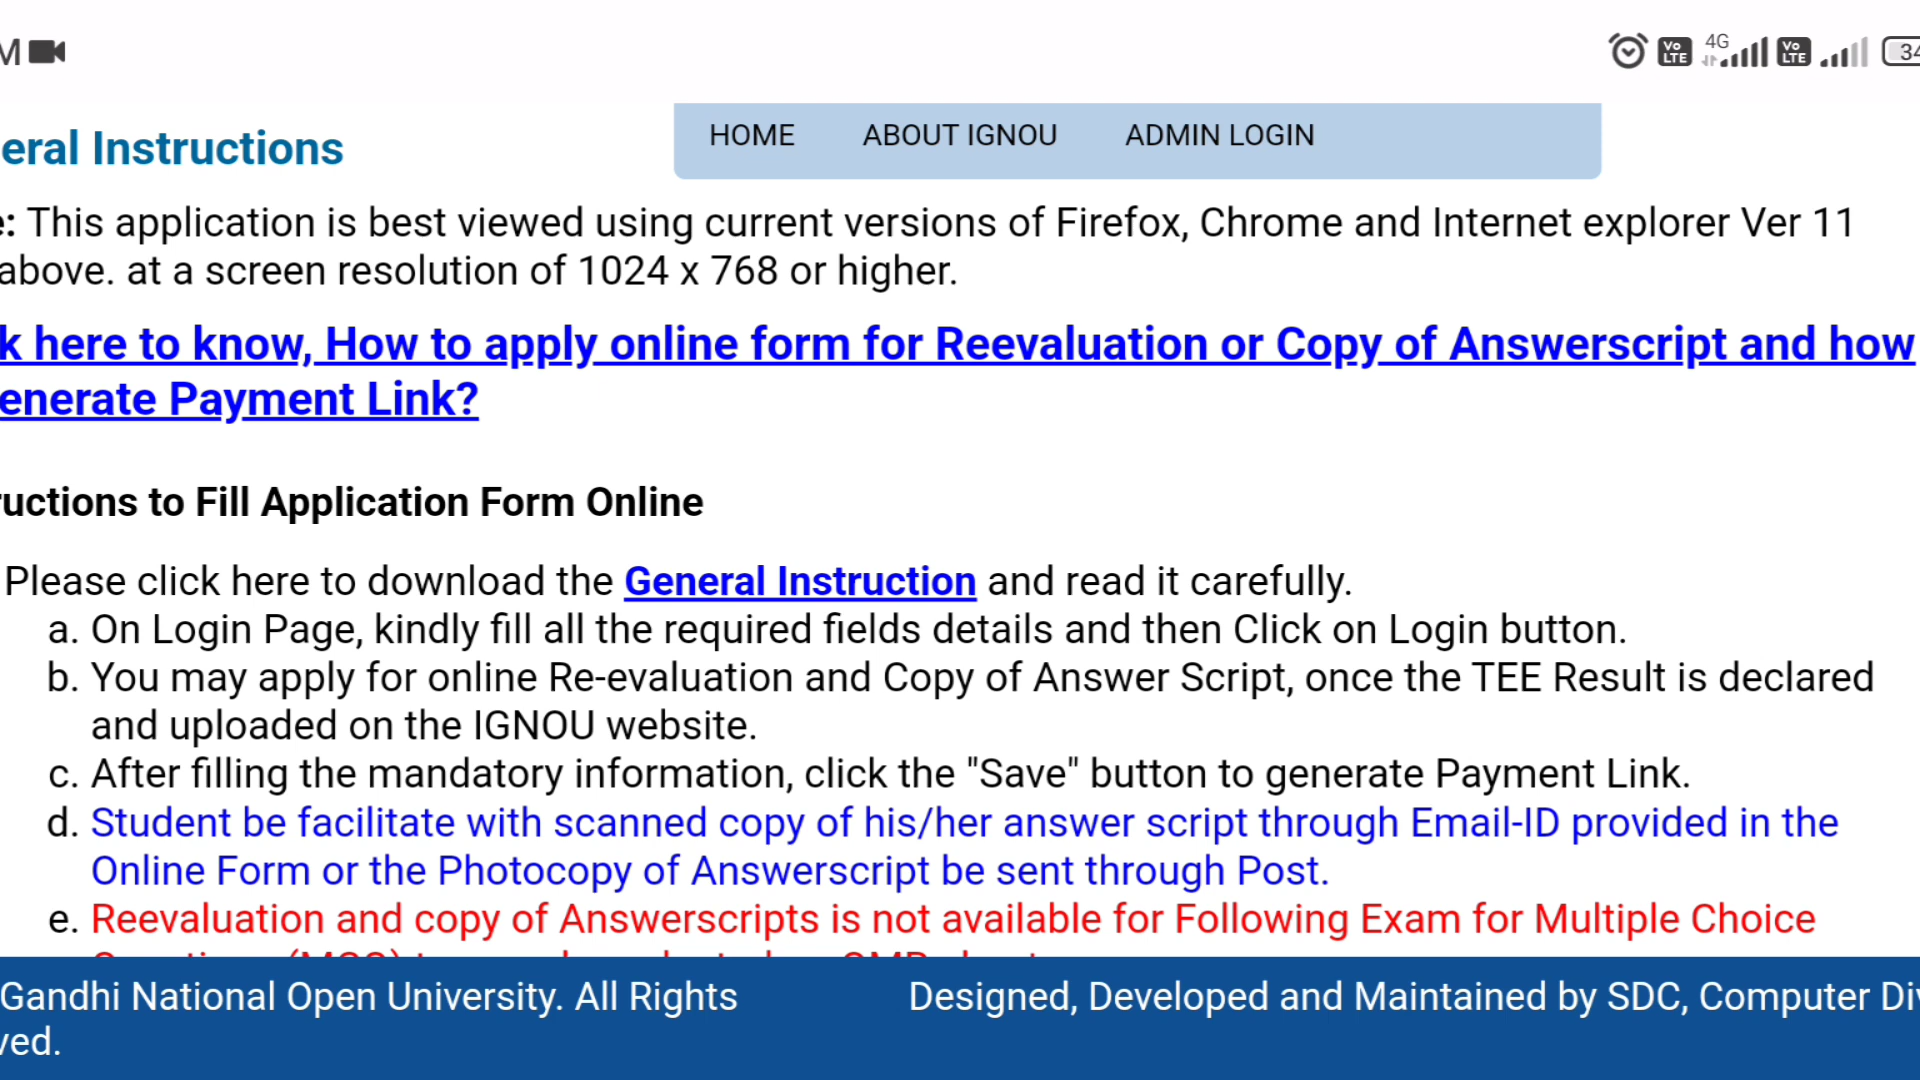 M
Vo LTE 4G Vo LTE 34
HOME ABOUT IGNOU ADMIN LOGIN
eral Instructions
e: This application is best viewed using current versions of Firefox, Chrome and Internet explorer Ver 11
above. at a screen resolution of 1024 x 768 or higher.
k here to know, How to apply online form for Reevaluation or Copy of Answerscript and how
enerate Payment Link?
ructions to Fill Application Form Online
Please click here to download the General Instruction and read it carefully.
a. On Login Page, kindly fill all the required fields details and then Click on Login button.
b. You may apply for online Re-evaluation and Copy of Answer Script, once the TEE Result is declared
and uploaded on the IGNOU website.
c. After filling the mandatory information, click the "Save" button to generate Payment Link.
d. Student be facilitate with scanned copy of his/her answer script through Email-ID provided in the
Online Form or the Photocopy of Answerscript be sent through Post.
e. Reevaluation and copy of Answerscripts is not available for Following Exam for Multiple Choice
Gandhi National Open University. All Rights
ved.
Designed, Developed and Maintained by SDC, Computer Div